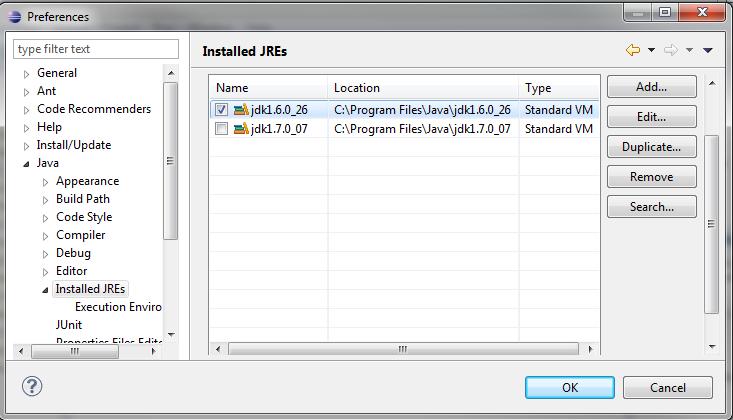 Preferences
type filter text
General
Ant
Code Recommenders
Help
Install/Update
Java
Appearance
Build Path
Code Style
Compiler
Debug
Editor
Installed JREs
Execution Enviro
JUnit
Properties Files Edite
Installed JREs
Name Location Type
jdk1.6.0_26 C:\Program Files\Java\jdk1.6.0_26 Standard VM
jdk1.7.0_07 C:\Program Files\Java\jdk1.7.0_07 Standard VM
Add...
Edit...
Duplicate...
Remove
Search...
OK
Cancel